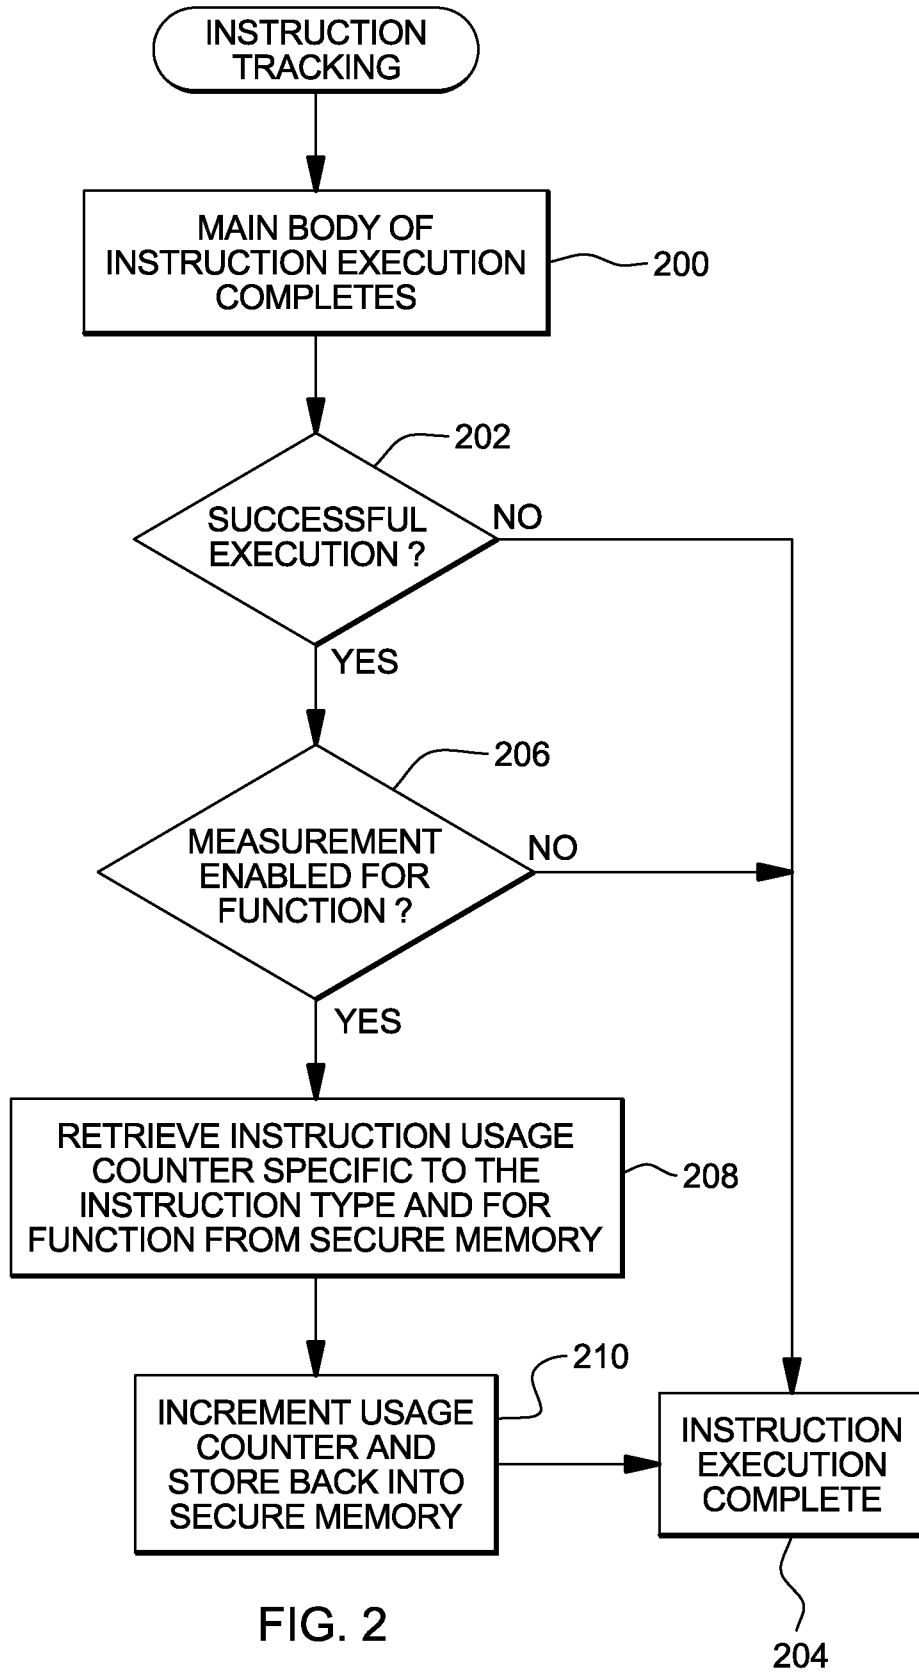 INSTRUCTION
TRACKING
MAIN BODY OF
INSTRUCTION EXECUTION
COMPLETES
200
202
SUCCESSFUL
EXECUTION ?
NO
YES
206
MEASUREMENT
ENABLED FOR
FUNCTION ?
NO
YES
RETRIEVE INSTRUCTION USAGE
COUNTER SPECIFIC TO THE
INSTRUCTION TYPE AND FOR
FUNCTION FROM SECURE MEMORY
208
210
INCREMENT USAGE
COUNTER AND
STORE BACK INTO
SECURE MEMORY
INSTRUCTION
EXECUTION
COMPLETE
204
FIG. 2